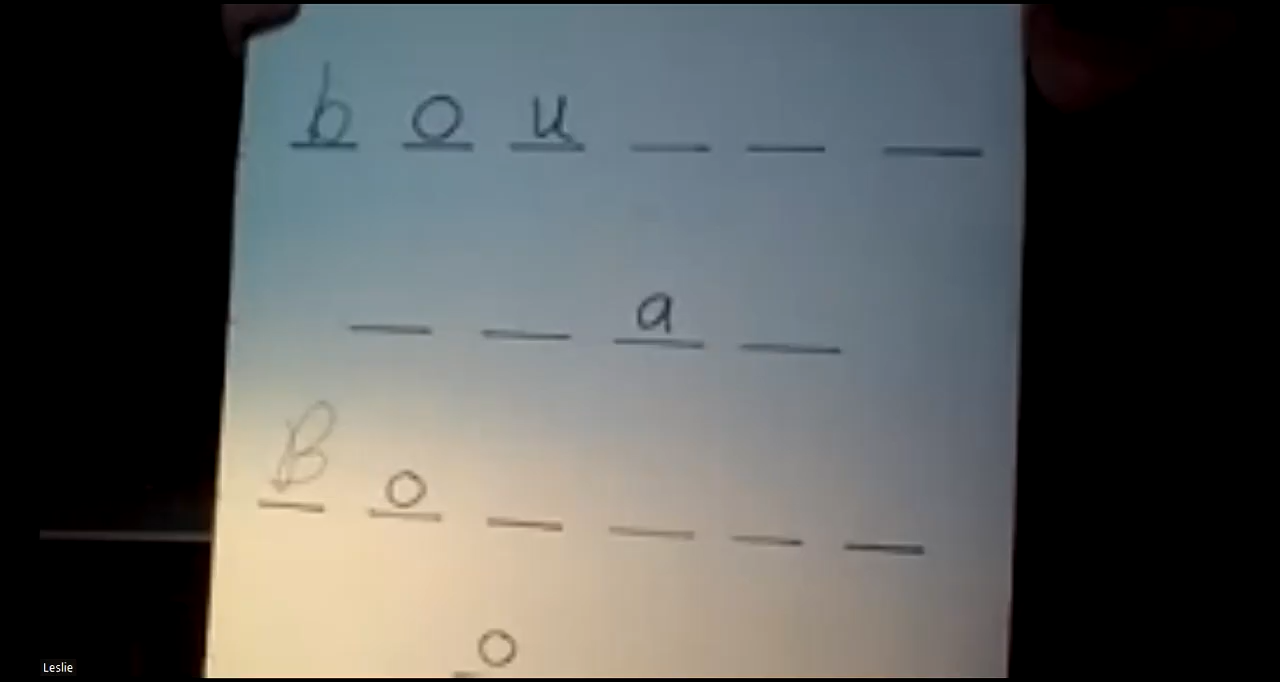 b o u _ _ _
_ _ a _
B o _ _ _ _
o
Leslie